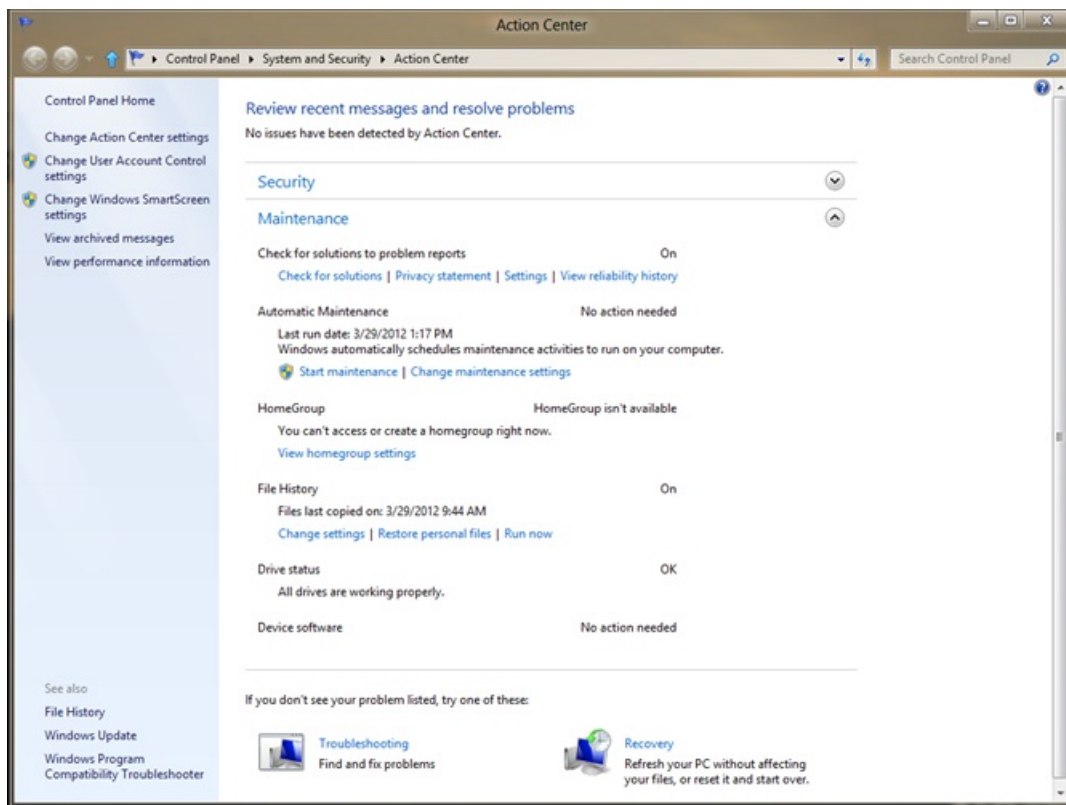 Action Center
Control Panel ▸ System and Security ▸ Action Center
Search Control Panel
Control Panel Home
Change Action Center settings
Change User Account Control
settings
Change Windows SmartScreen
settings
View archived messages
View performance information
See also
File History
Windows Update
Windows Program
Compatibility Troubleshooter
Review recent messages and resolve problems
No issues have been detected by Action Center.
Security
Maintenance
Check for solutions to problem reports On
Check for solutions | Privacy statement | Settings | View reliability history
Automatic Maintenance No action needed
Last run date: 3/29/2012 1:17 PM
Windows automatically schedules maintenance activities to run on your computer.
Start maintenance | Change maintenance settings
HomeGroup HomeGroup isn't available
You can't access or create a homegroup right now.
View homegroup settings
File History On
Files last copied on: 3/29/2012 9:44 AM
Change settings | Restore personal files | Run now
Drive status OK
All drives are working properly.
Device software No action needed
If you don't see your problem listed, try one of these:
Troubleshooting
Find and fix problems
Recovery
Refresh your PC without affecting
your files, or reset it and start over.